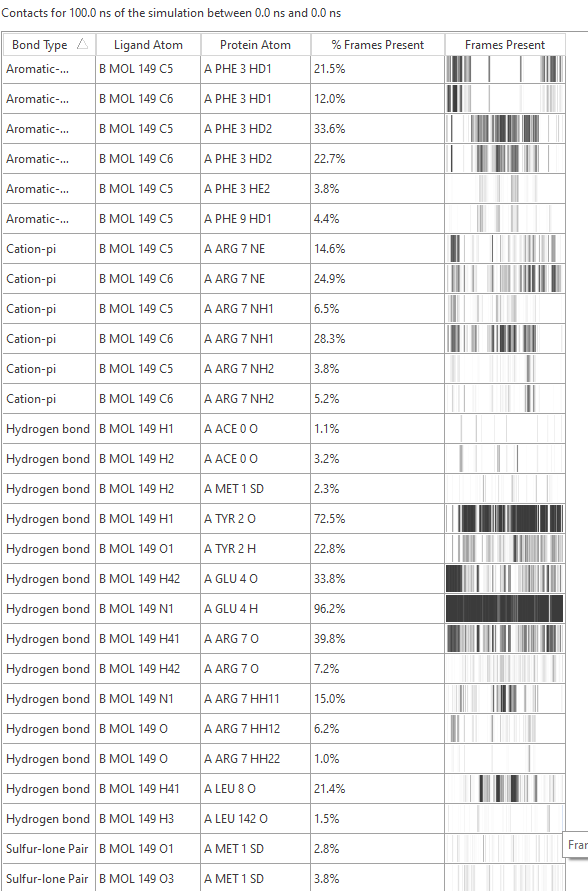 Contacts for 100.0 ns of the simulation between 0.0 ns and 0.0 ns
Bond Type Ligand Atom Protein Atom % Frames Present Frames Present
Aromatic-... B MOL 149 C5 A PHE 3 HD1 21.5%
Aromatic-... B MOL 149 C6 A PHE 3 HD1 12.0%
Aromatic-... B MOL 149 C5 A PHE 3 HD2 33.6%
Aromatic-... B MOL 149 C6 A PHE 3 HD2 22.7%
Aromatic-... B MOL 149 C5 A PHE 3 HE2 3.8%
Aromatic-... B MOL 149 C5 A PHE 9 HD1 4.4%
Cation-pi B MOL 149 C5 A ARG 7 NE 14.6%
Cation-pi B MOL 149 C6 A ARG 7 NE 24.9%
Cation-pi B MOL 149 C5 A ARG 7 NH1 6.5%
Cation-pi B MOL 149 C6 A ARG 7 NH1 28.3%
Cation-pi B MOL 149 C5 A ARG 7 NH2 3.8%
Cation-pi B MOL 149 C6 A ARG 7 NH2 5.2%
Hydrogen bond B MOL 149 H1 A ACE 0 O 1.1%
Hydrogen bond B MOL 149 H2 A ACE 0 O 3.2%
Hydrogen bond B MOL 149 H2 A MET 1 SD 2.3%
Hydrogen bond B MOL 149 H1 A TYR 2 O 72.5%
Hydrogen bond B MOL 149 O1 A TYR 2 H 22.8%
Hydrogen bond B MOL 149 H42 A GLU 4 O 33.8%
Hydrogen bond B MOL 149 N1 A GLU 4 H 96.2%
Hydrogen bond B MOL 149 H41 A ARG 7 O 39.8%
Hydrogen bond B MOL 149 H42 A ARG 7 O 7.2%
Hydrogen bond B MOL 149 N1 A ARG 7 HH11 15.0%
Hydrogen bond B MOL 149 O A ARG 7 HH12 6.2%
Hydrogen bond B MOL 149 O A ARG 7 HH22 1.0%
Hydrogen bond B MOL 149 H41 A LEU 8 O 21.4%
Hydrogen bond B MOL 149 H3 A LEU 142 O 1.5%
Sulfur-lone Pair B MOL 149 O1 A MET 1 SD 2.8%
Fran
Sulfur-lone Pair B MOL 149 O3 A MET 1 SD 3.8%